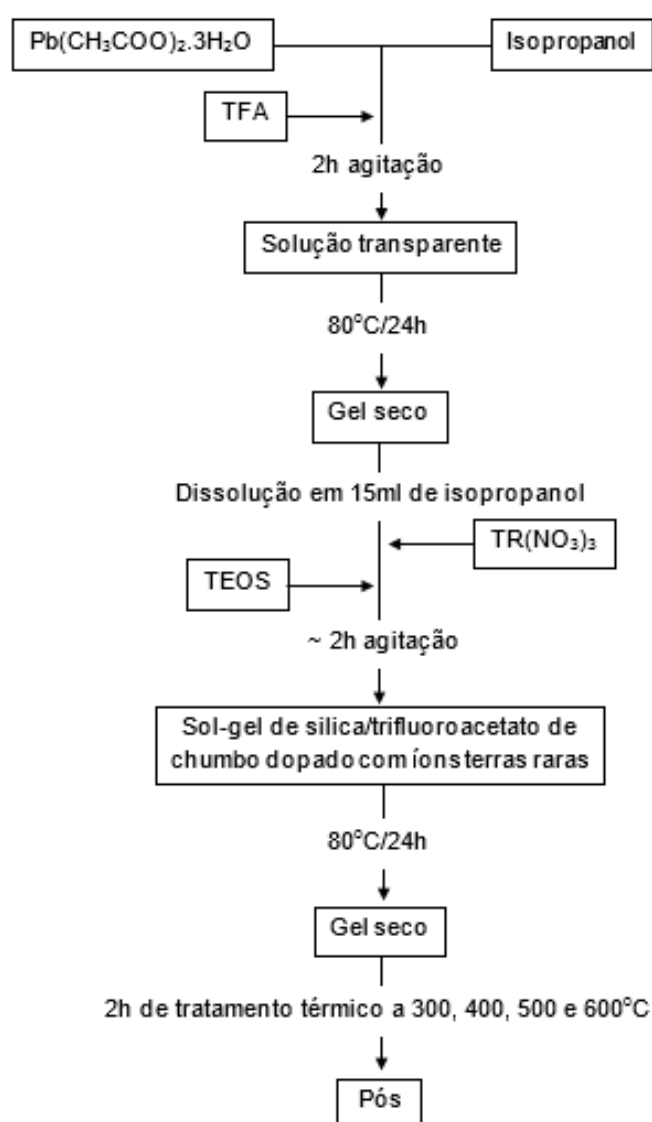 Pb(CH₃COO)₂.3H₂O
Isopropanol
TFA
2h agitação
Solução transparente
80°C/24h
Gel seco
Dissolução em 15ml de isopropanol
TR(NO₃)₃
TEOS
~ 2h agitação
Sol-gel de silica/trifluoroacetato de
chumbo dopado com íons terras raras
80°C/24h
Gel seco
2h de tratamento térmico a 300, 400, 500 e 600°C
Pós